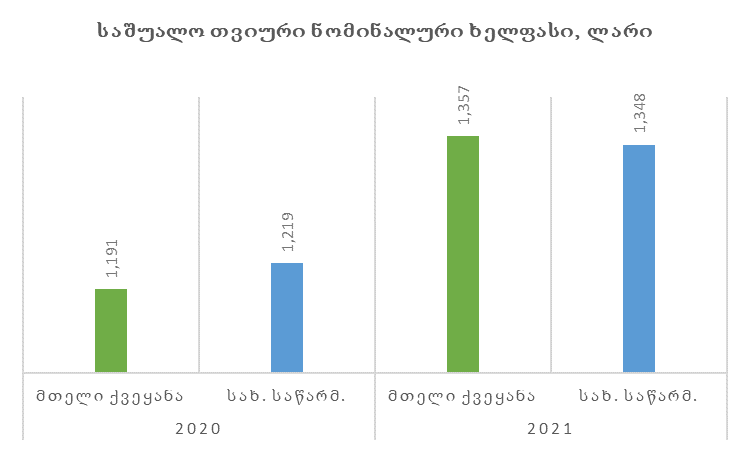 საშუალო თვიური ნომინალური ხელფასი, ლარი
1,191
1,219
1,357
1,348
მთელი ქვეყანა
სახ. საწარმ.
მთელი ქვეყანა
სახ. საწარმ.
2020
2021